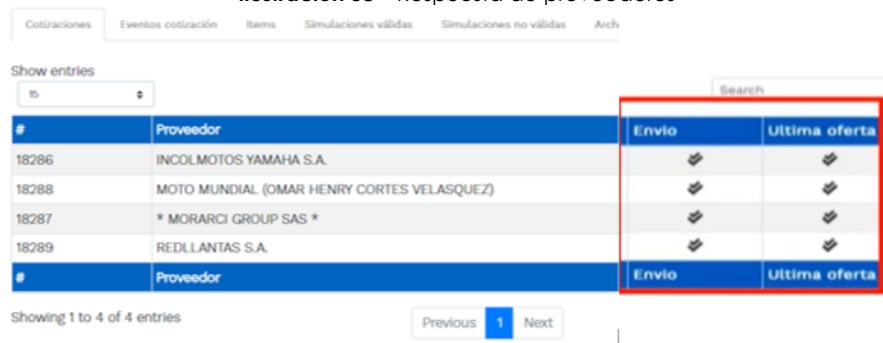 Cotizaciones Eventos cotización Items Simulaciones válidas Simulaciones no válidas Arch
Show entries
15
Search
# Proveedor Envio Ultima oferta
18286 INCOLMOTOS YAMAHA S.A.
18288 MOTO MUNDIAL (OMAR HENRY CORTES VELASQUEZ)
18287 * MORARCI GROUP SAS *
18289 REDLLANTAS S.A.
# Proveedor Envio Ultima oferta
Showing 1 to 4 of 4 entries
Previous 1 Next